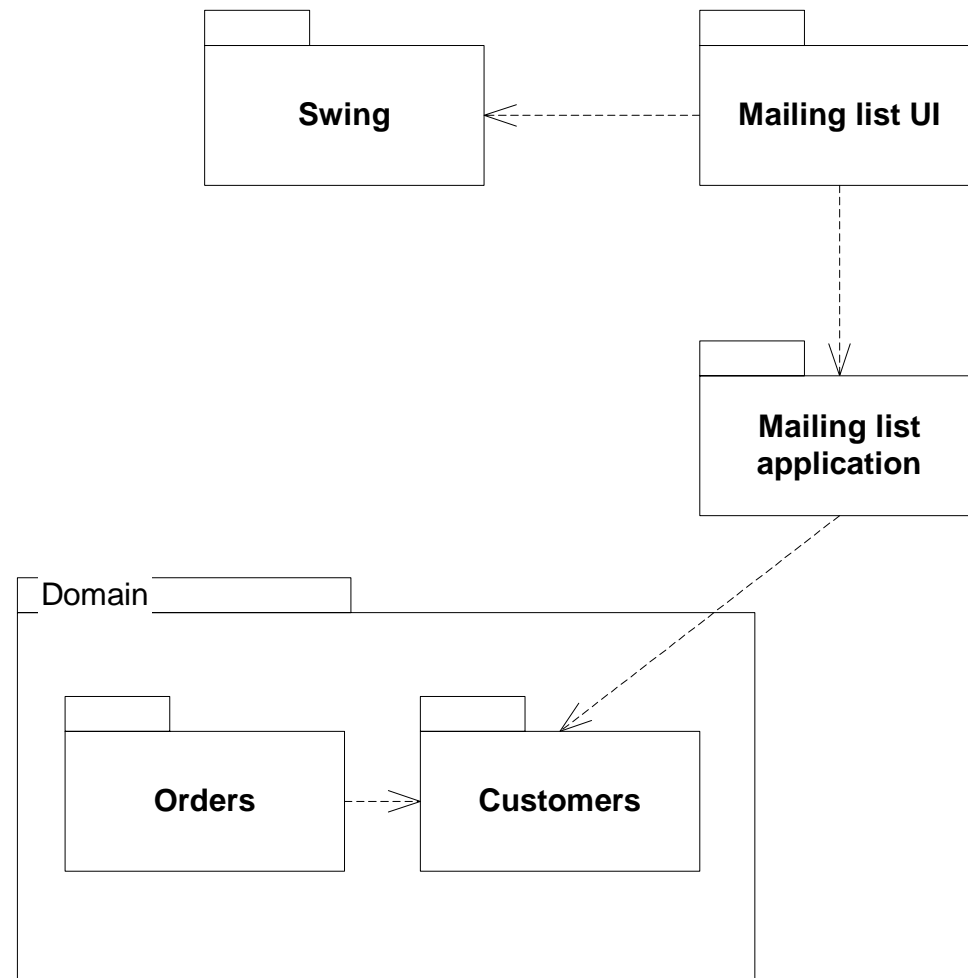 Swing
Mailing list UI
Mailing list
application
Domain
Orders
Customers